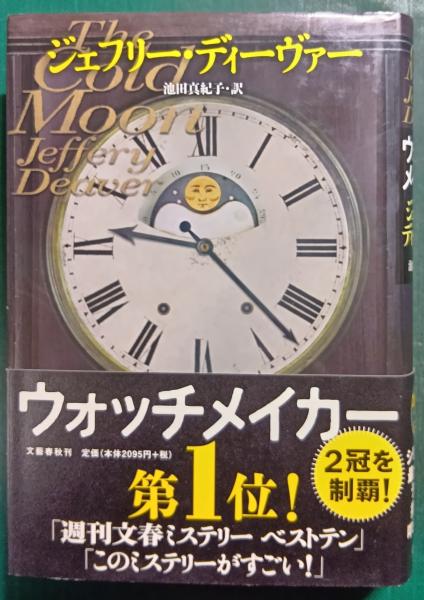 The
Cold
Moon
Jeffery
Deaver
ジェフリー・ディーヴァー
池田真紀子・訳
ウォッチメイカー
文藝春秋刊 定価(本体2095円+税)
第1位!
2冠を
制覇!
「週刊文春ミステリー ベストテン」
「このミステリーがすごい!」